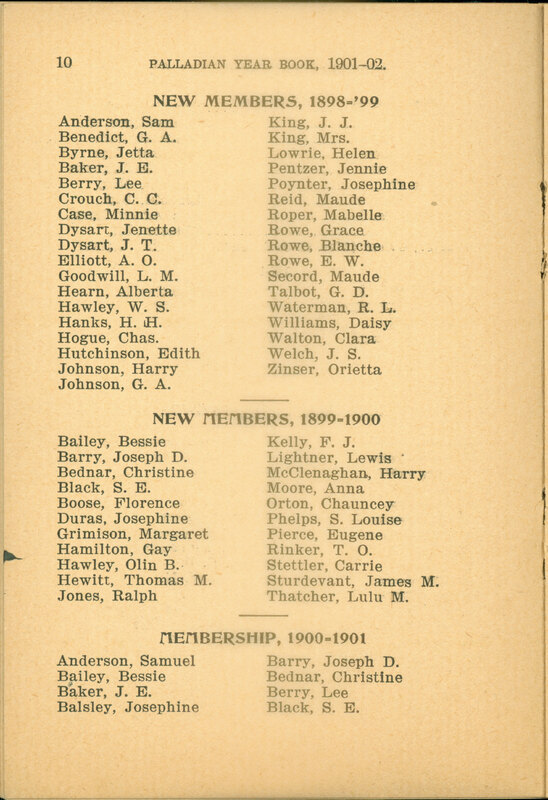 10 PALLADIAN YEAR BOOK, 1901-02.
NEW MEMBERS, 1898-'99
Anderson, Sam
Benedict, G. A.
Byrne, Jetta
Baker, J. E.
Berry, Lee
Crouch, C. C.
Case, Minnie
Dysart, Jenette
Dysart, J. T.
Elliott, A. O.
Goodwill, L. M.
Hearn, Alberta
Hawley, W. S.
Hanks, H. H.
Hogue, Chas.
Hutchinson, Edith
Johnson, Harry
Johnson, G. A.
King, J. J.
King, Mrs.
Lowrie, Helen
Pentzer, Jennie
Poynter, Josephine
Reid, Maude
Roper, Mabelle
Rowe, Grace
Rowe, Blanche
Rowe, E. W.
Secord, Maude
Talbot, G. D.
Waterman, R. L.
Williams, Daisy
Walton, Clara
Welch, J. S.
Zinser, Orietta
NEW MEMBERS, 1899-1900
Bailey, Bessie
Barry, Joseph D.
Bednar, Christine
Black, S. E.
Boose, Florence
Duras, Josephine
Grimison, Margaret
Hamilton, Gay
Hawley, Olin B.
Hewitt, Thomas M.
Jones, Ralph
Kelly, F. J.
Lightner, Lewis
McClenaghan, Harry
Moore, Anna
Orton, Chauncey
Phelps, S. Louise
Pierce, Eugene
Rinker, T. O.
Stettler, Carrie
Sturdevant, James M.
Thatcher, Lulu M.
MEMBERSHIP, 1900-1901
Anderson, Samuel
Bailey, Bessie
Baker, J. E.
Balsley, Josephine
Barry, Joseph D.
Bednar, Christine
Berry, Lee
Black, S. E.